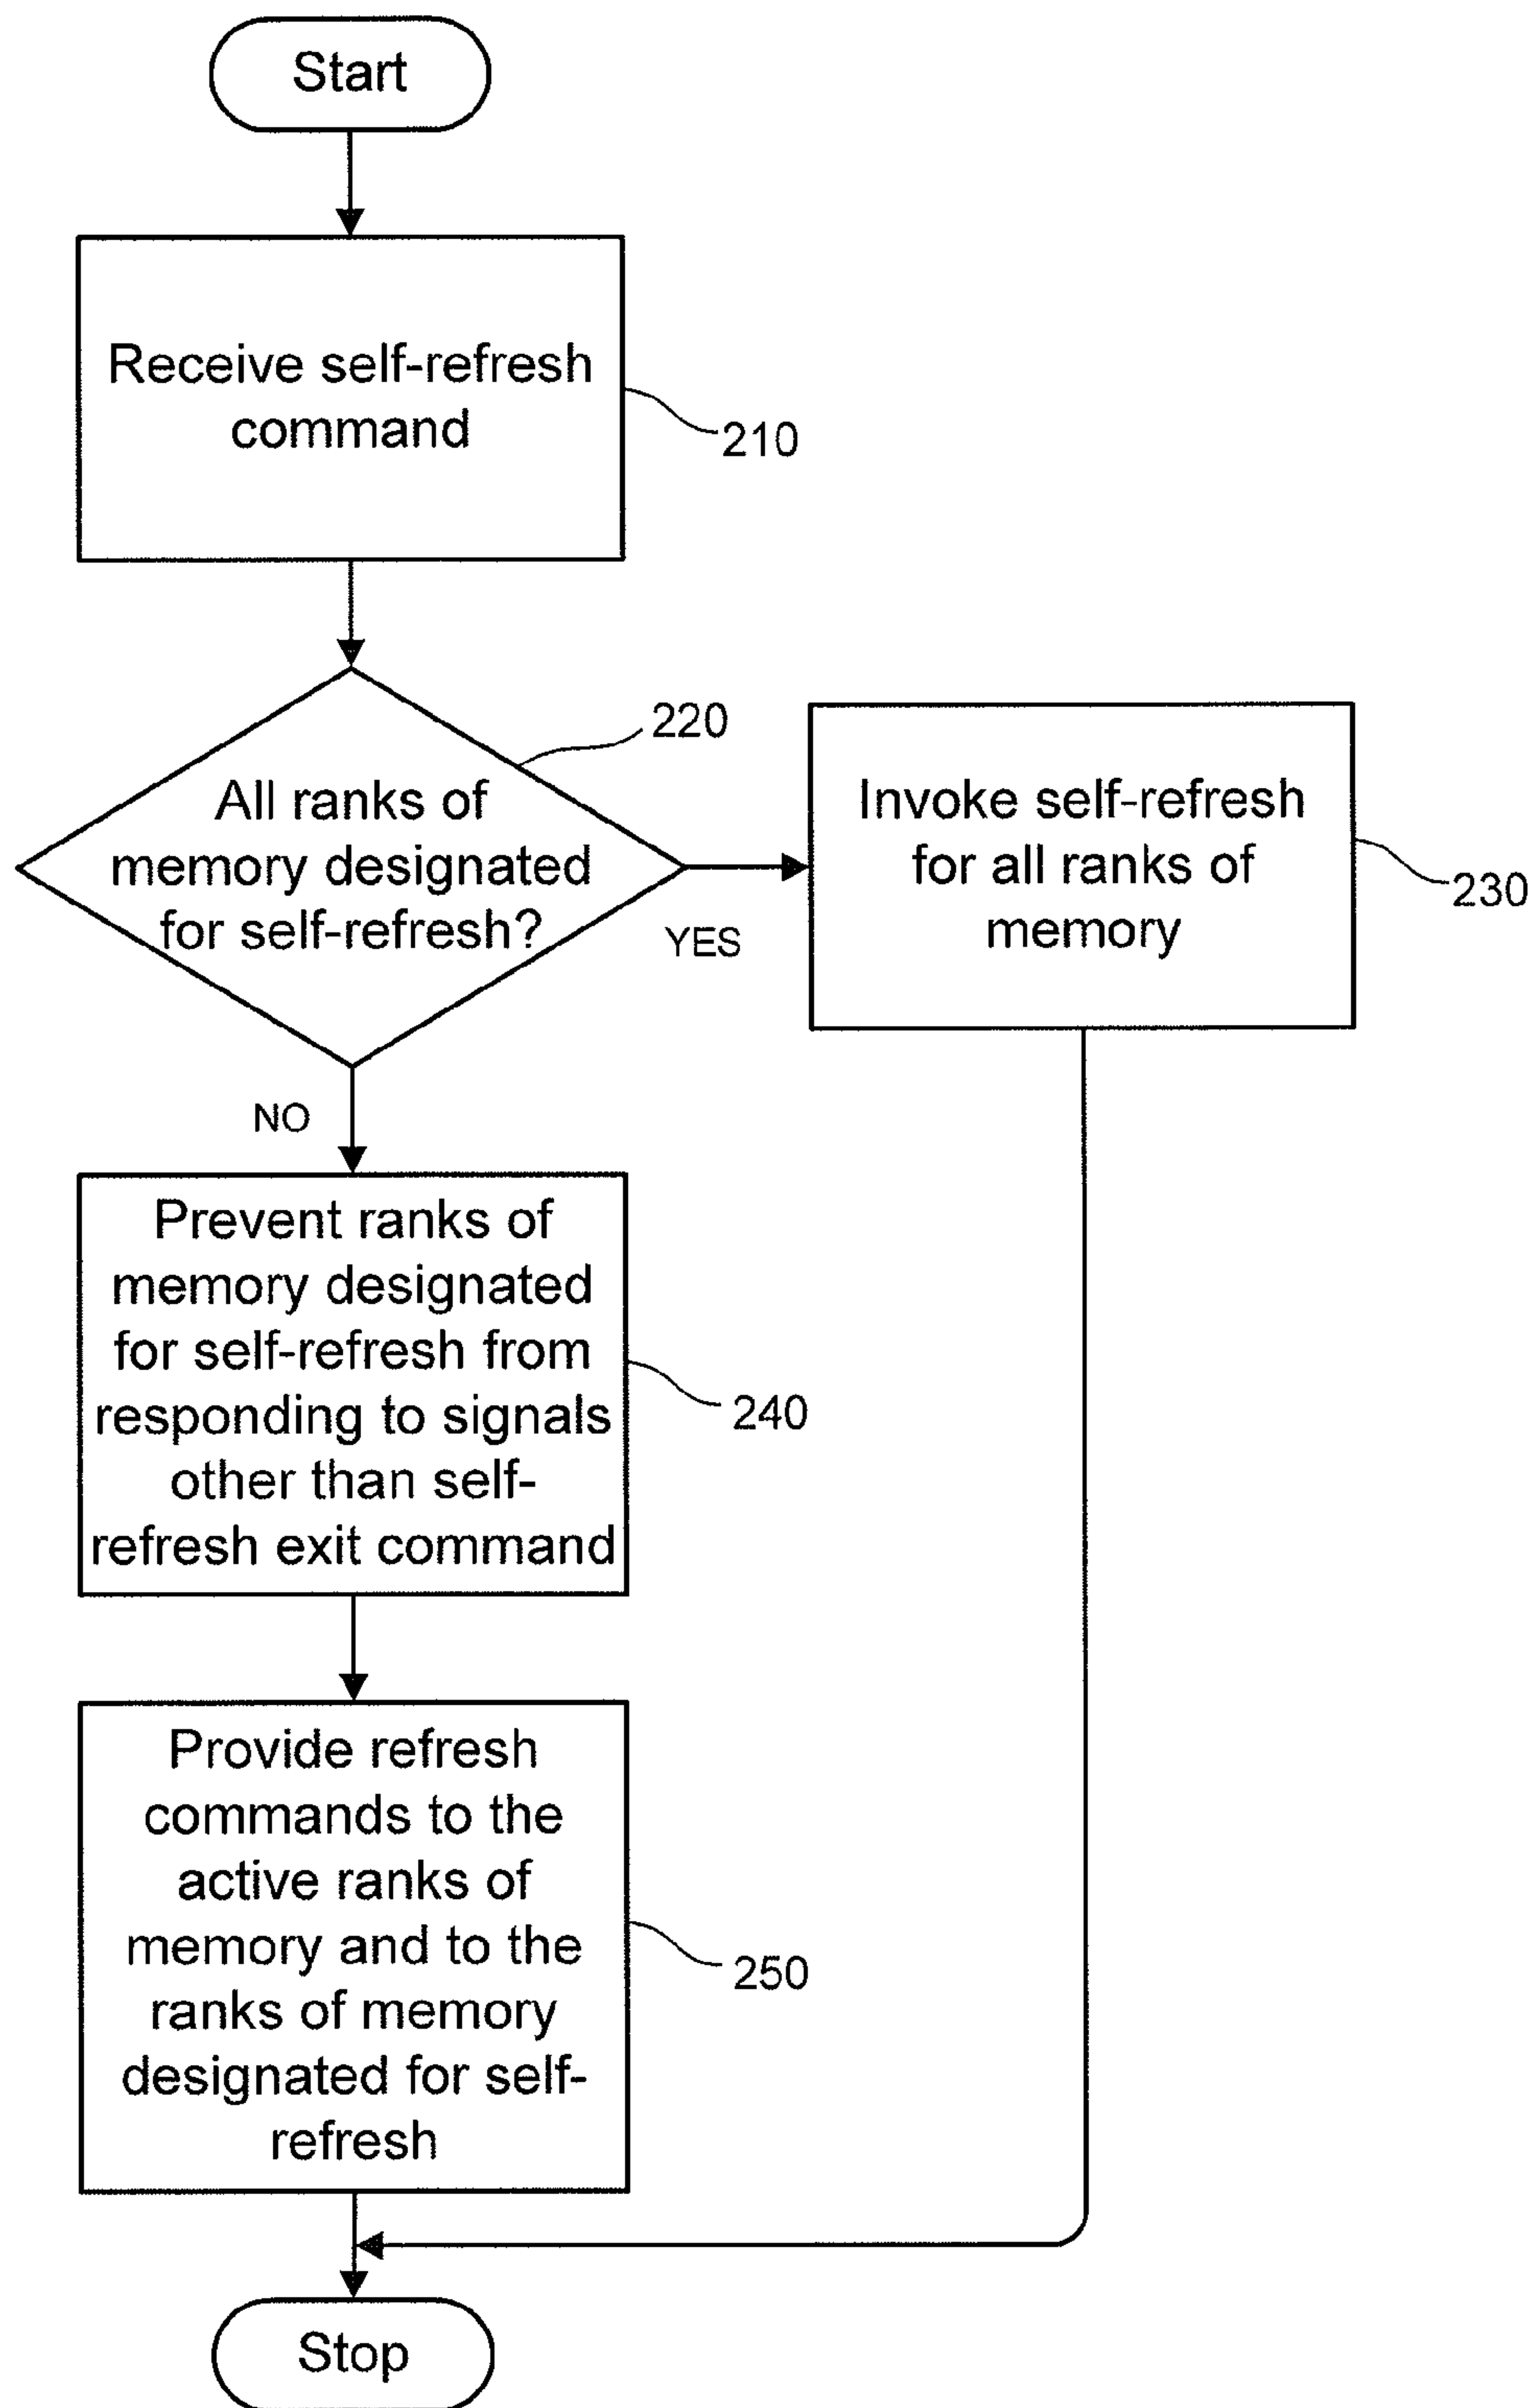 Start
Receive self-refresh
command
210
220
All ranks of
memory designated
for self-refresh?
YES
Invoke self-refresh
for all ranks of
memory
230
NO
Prevent ranks of
memory designated
for self-refresh from
responding to signals
other than self-
refresh exit command
240
Provide refresh
commands to the
active ranks of
memory and to the
ranks of memory
designated for self-
refresh
250
Stop